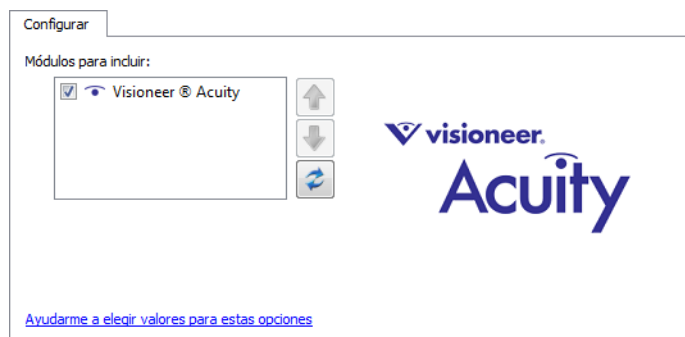 Configurar
Módulos para incluir:
Visioneer ® Acuity
visioneer.
Acuity
Ayudarme a elegir valores para estas opciones